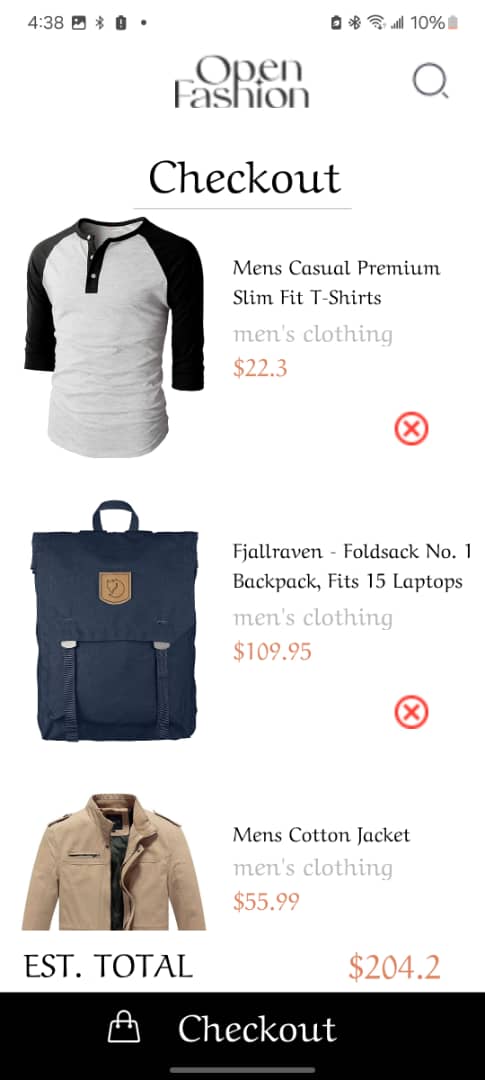 4:38
10%
Open
Fashion
Checkout
Mens Casual Premium
Slim Fit T-Shirts
men's clothing
$22.3
Fjallraven - Foldsack No. 1
Backpack, Fits 15 Laptops
men's clothing
$109.95
Mens Cotton Jacket
men's clothing
$55.99
EST. TOTAL $204.2
Checkout